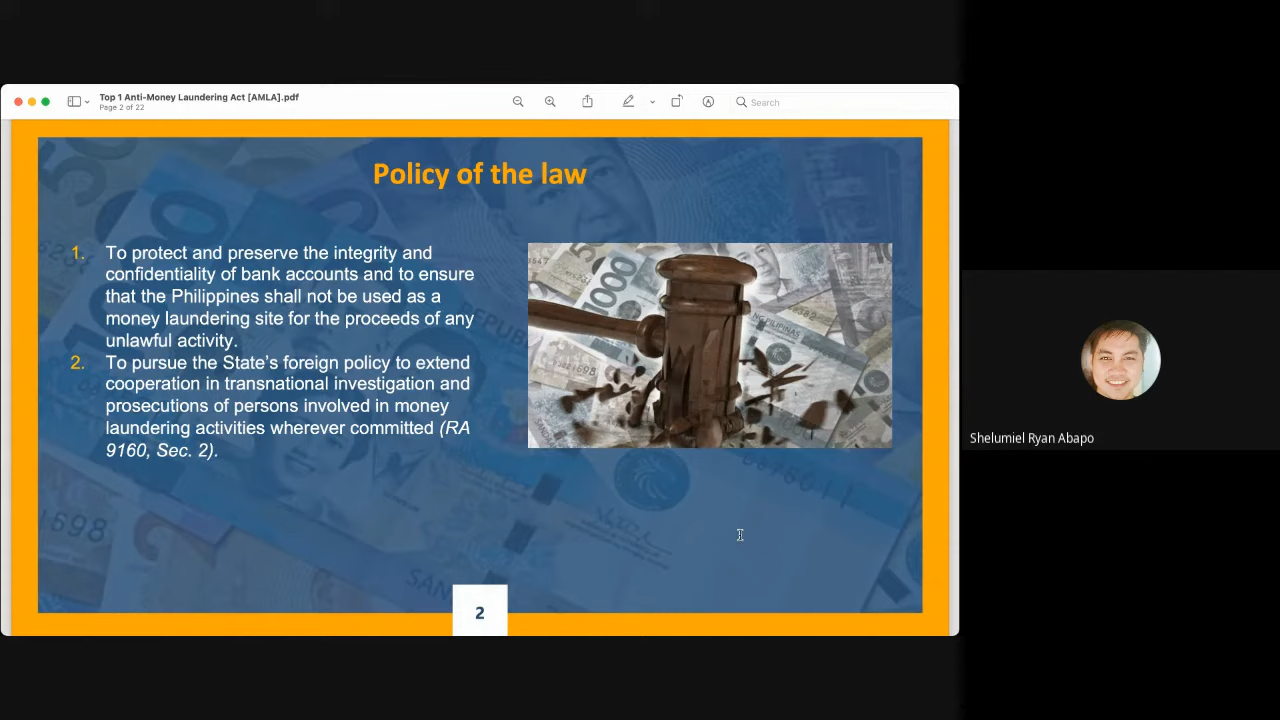 Top 1 Anti-Money Laundering Act [AMLA].pdf
Page 2 of 22
Search
Policy of the law
1. To protect and preserve the integrity and
confidentiality of bank accounts and to ensure
that the Philippines shall not be used as a
money laundering site for the proceeds of any
unlawful activity.
2. To pursue the State’s foreign policy to extend
cooperation in transnational investigation and
prosecutions of persons involved in money
laundering activities wherever committed (RA
9160, Sec. 2).
1000
NG PILIPINAS
1698
2
Shelumiel Ryan Abapo